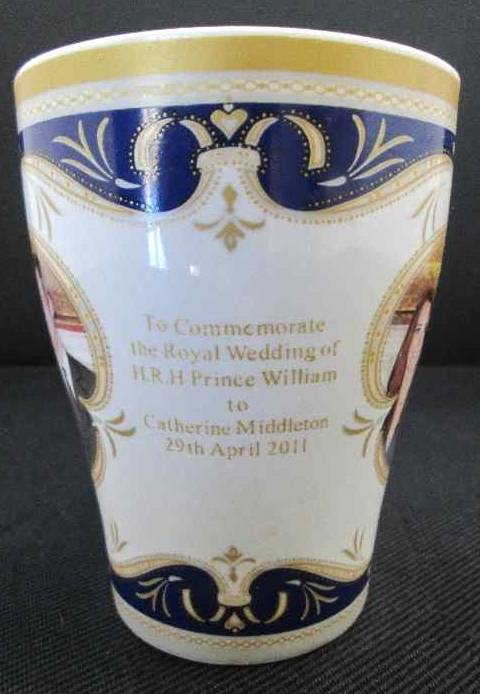 To Commemorate
the Royal Wedding of
H.R.H Prince William
to
Catherine Middleton
29th April 2011